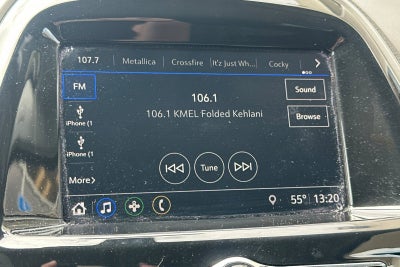 107.7 Metallica Crossfire It'z Just Wh... Cocky
FM
106.1
Sound
106.1 KMEL Folded Kehlani
Browse
iPhone (1
iPhone (1
Tune
More
55° 13:20